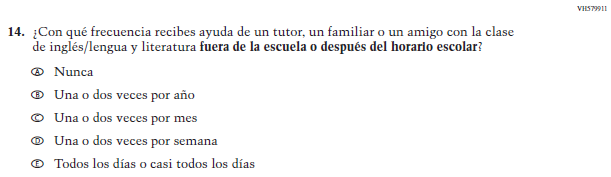 VH579911
14. ¿Con qué frecuencia recibes ayuda de un tutor, un familiar o un amigo con la clase
de inglés/lengua y literatura fuera de la escuela o después del horario escolar?
A Nunca
B Una o dos veces por año
C Una o dos veces por mes
D Una o dos veces por semana
E Todos los días o casi todos los días